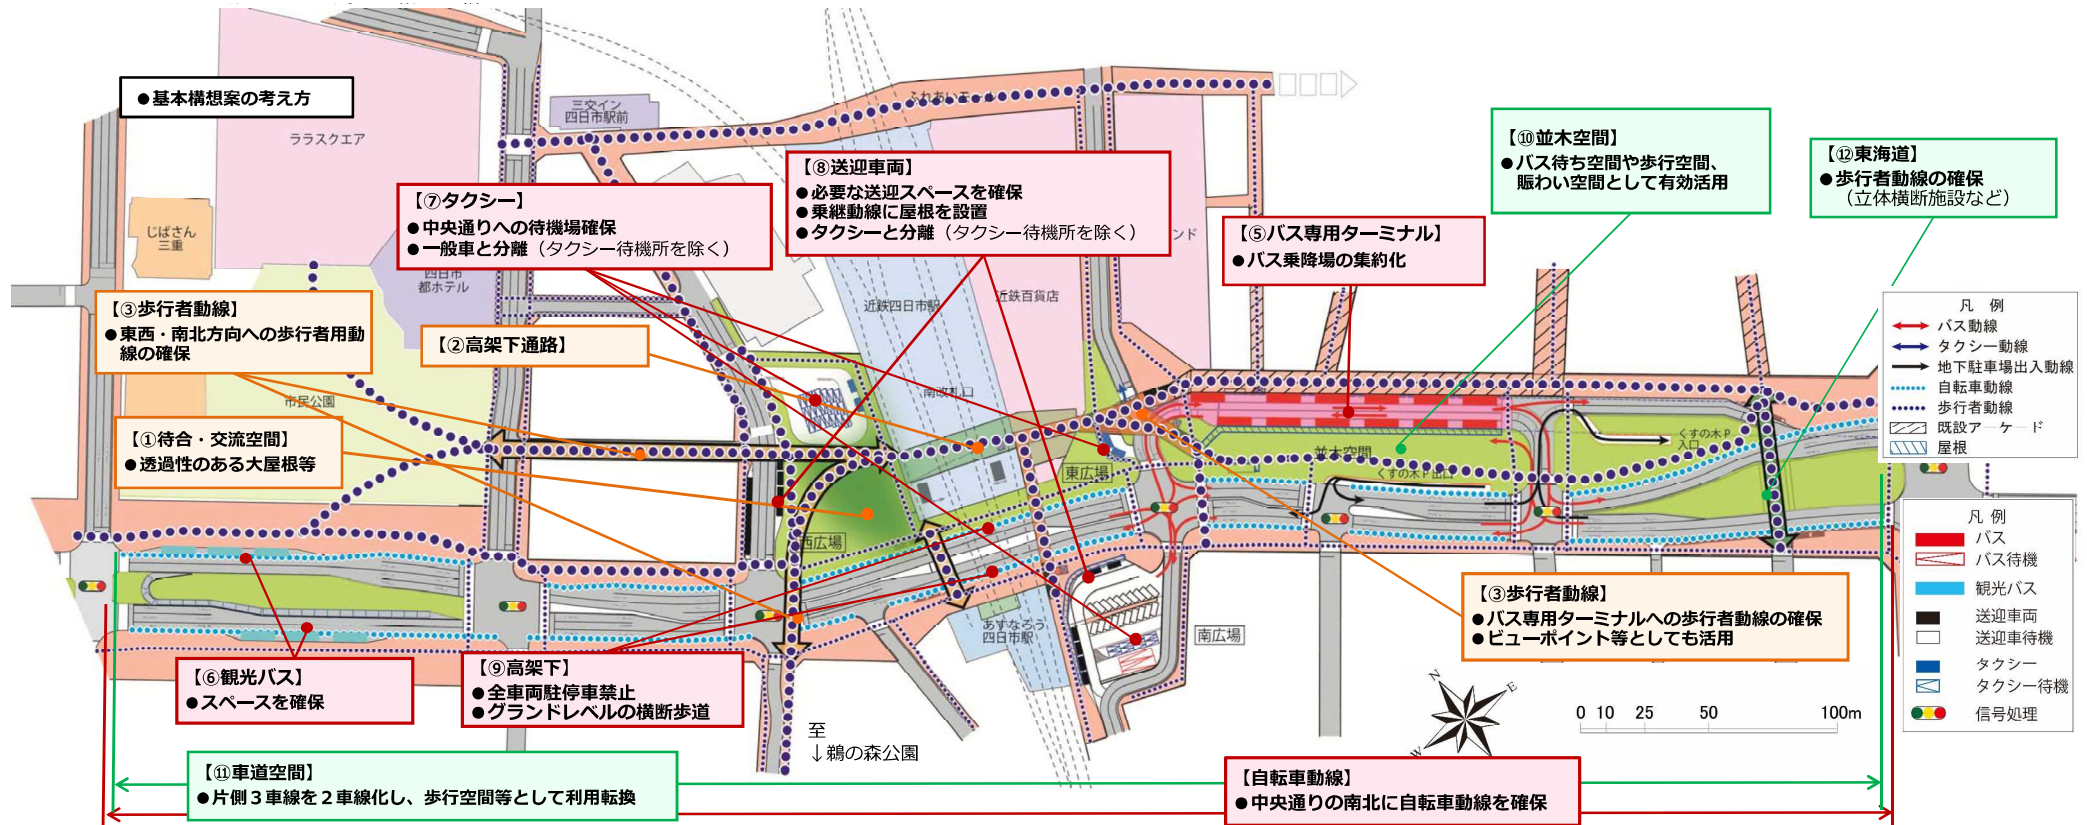 ●基本構想案の考え方
ララスクエア
三交イン
四日市駅前
ふれあいモール
じばさん
三重
四日市
都ホテル
【⑦タクシー】
●中央通りへの待機場確保
●一般車と分離（タクシー待機所を除く）
【⑧送迎車両】
●必要な送迎スペースを確保
●乗継動線に屋根を設置
●タクシーと分離（タクシー待機所を除く）
ンド
【⑤バス専用ターミナル】
●バス乗降場の集約化
【⑩並木空間】
●バス待ち空間や歩行空間、
賑わい空間として有効活用
【⑫東海道】
●歩行者動線の確保
（立体横断施設など）
【③歩行者動線】
●東西・南北方向への歩行者用動
線の確保
【②高架下通路】
近鉄四日市駅
近鉄百貨店
南改札口
市民公園
【①待合・交流空間】
●透過性のある大屋根等
東広場
西広場
並木空間
くすの木P
入口
くすの木P出口
凡 例
バス動線
タクシー動線
地下駐車場出入動線
自転車動線
歩行者動線
既設アーケード
屋根
凡 例
バス
バス待機
観光バス
送迎車両
送迎車待機
タクシー
タクシー待機
信号処理
【③歩行者動線】
●バス専用ターミナルへの歩行者動線の確保
●ビューポイント等としても活用
あすなろう
四日市駅
南広場
【⑥観光バス】
●スペースを確保
【⑨高架下】
●全車両駐停車禁止
●グランドレベルの横断歩道
至
↓鵜の森公園
N
E
W
0 10 25 50 100m
【⑪車道空間】
●片側３車線を２車線化し、歩行空間等として利用転換
【自転車動線】
●中央通りの南北に自転車動線を確保